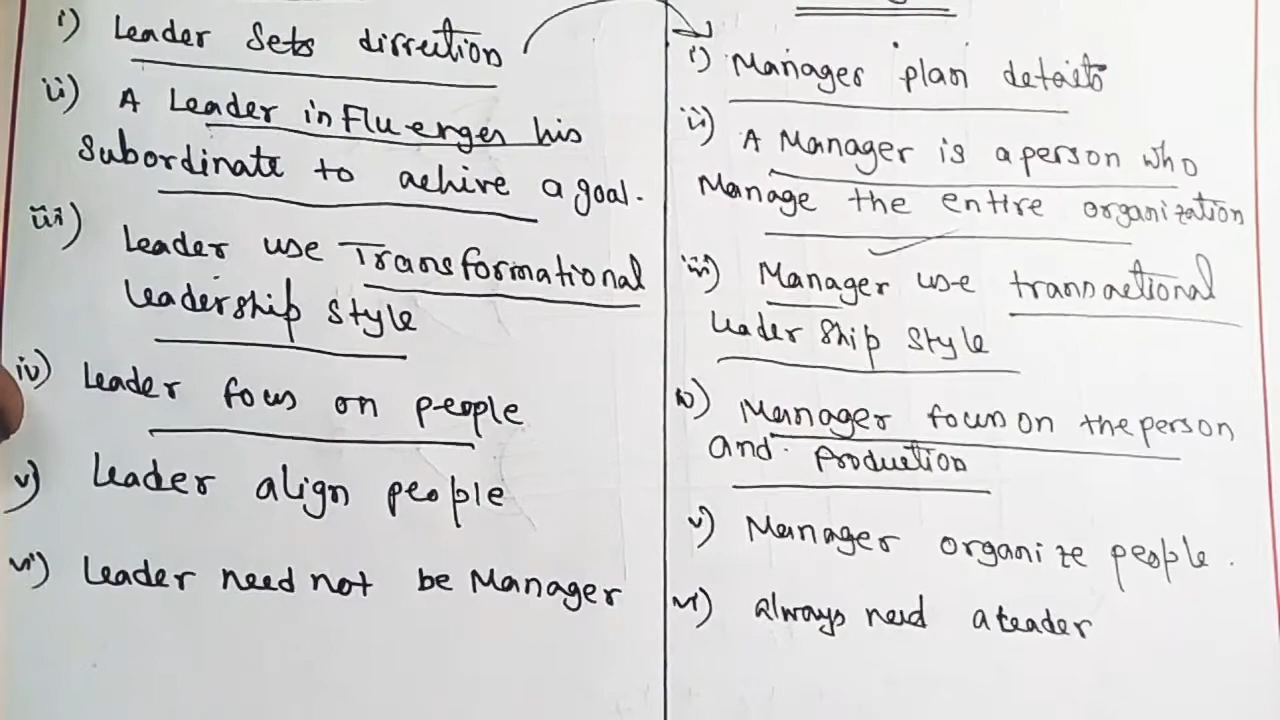 i) Leader Sets dirrection
ii) A Leader influenges his
Subordinate to achive a goal.
iii) Leader use Transformational
Leadership Style
iv) Leader focus on people
v) Leader align people
vi) Leader need not be Manager
i) Manager plan details
ii) A Manager is a person who
Manage the entire organization
iii) Manager use transactional
Leader Ship Style
iv) Manager focus on the person
and Production
v) Manager organize people.
vi) always need a leader